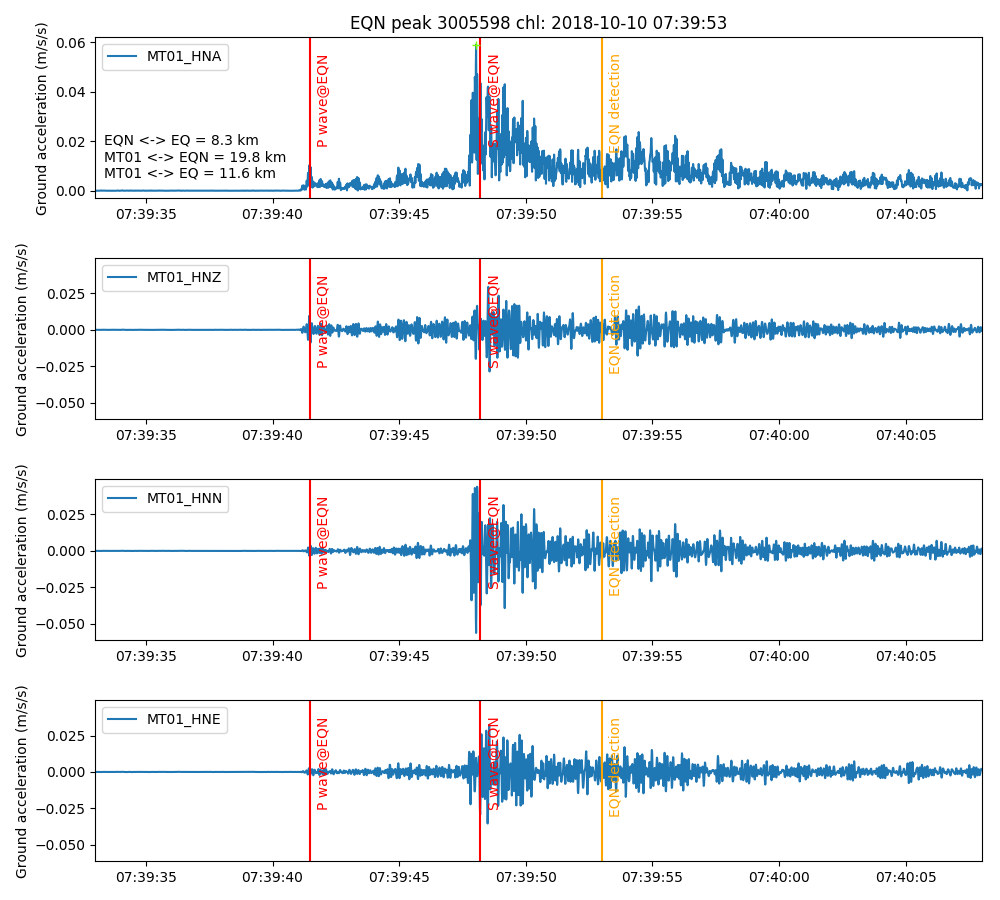 EQN peak 3005598 chl: 2018-10-10 07:39:53
Ground acceleration (m/s/s)
0.06
0.04
0.02
0.00
MT01_HNA
P wave@EQN
S wave@EQN
EQN detection
EQN <-> EQ = 8.3 km
MT01 <-> EQN = 19.8 km
MT01 <-> EQ = 11.6 km
07:39:35 07:39:40 07:39:45 07:39:50 07:39:55 07:40:00 07:40:05
Ground acceleration (m/s/s)
0.025
0.000
−0.025
−0.050
MT01_HNZ
P wave@EQN
S wave@EQN
EQN detection
07:39:35 07:39:40 07:39:45 07:39:50 07:39:55 07:40:00 07:40:05
Ground acceleration (m/s/s)
0.025
0.000
−0.025
−0.050
MT01_HNN
P wave@EQN
S wave@EQN
EQN detection
07:39:35 07:39:40 07:39:45 07:39:50 07:39:55 07:40:00 07:40:05
Ground acceleration (m/s/s)
0.025
0.000
−0.025
−0.050
MT01_HNE
P wave@EQN
S wave@EQN
EQN detection
07:39:35 07:39:40 07:39:45 07:39:50 07:39:55 07:40:00 07:40:05